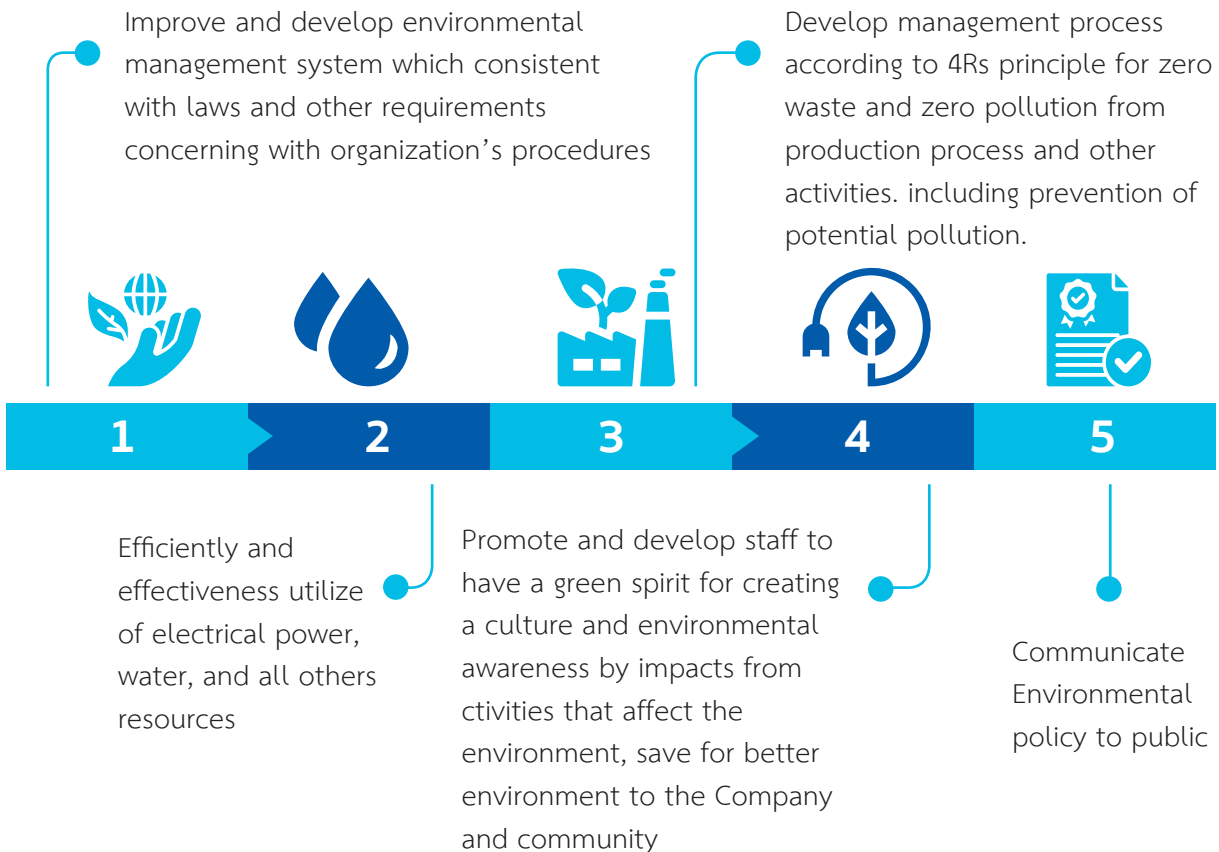 Improve and develop environmental
management system which consistent
with laws and other requirements
concerning with organization's procedures
Develop management process
according to 4Rs principle for zero
waste and zero pollution from
production process and other
activities. including prevention of
potential pollution.
1
2
3
4
5
Efficiently and
effectiveness utilize
of electrical power,
water, and all others
resources
Promote and develop staff to
have a green spirit for creating
a culture and environmental
awareness by impacts from
ctivities that affect the
environment, save for better
environment to the Company
and community
Communicate
Environmental
policy to public